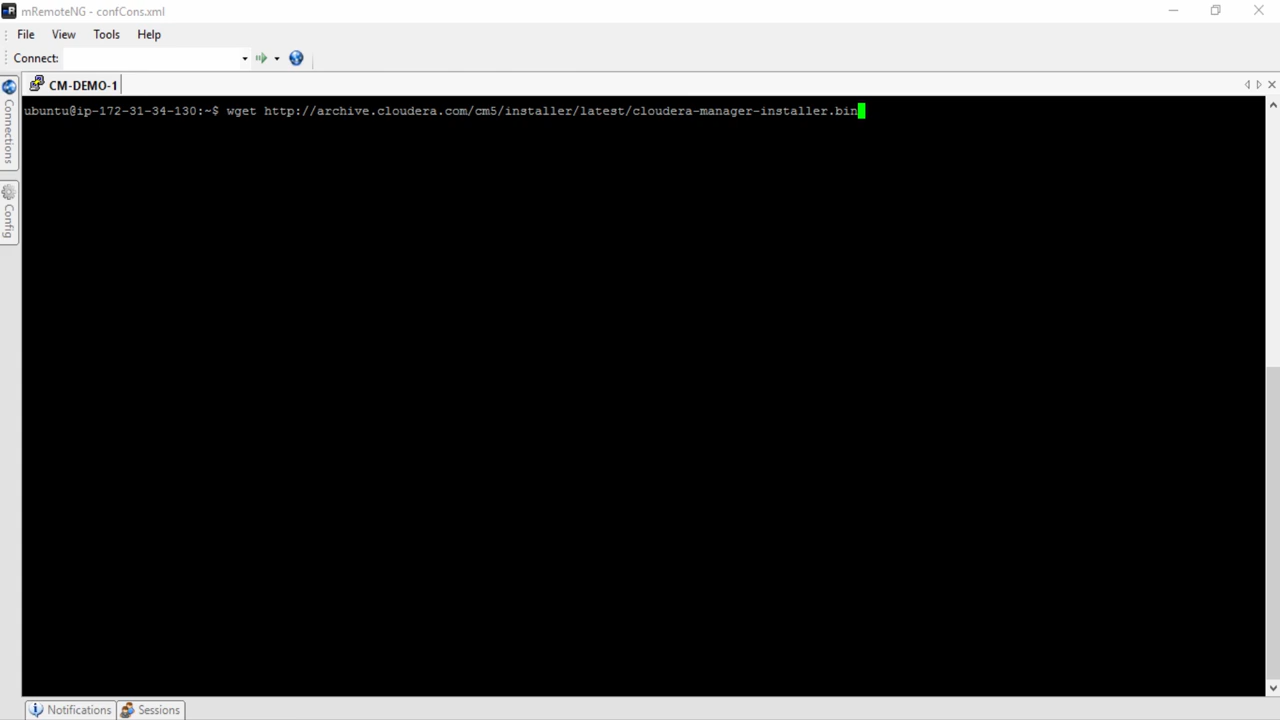 mRemoteNG - confCons.xml
File View Tools Help
Connect:
CM-DEMO-1
ubuntu@ip-172-31-34-130:~$ wget http://archive.cloudera.com/cm5/installer/latest/cloudera-manager-installer.bin
Connections
Config
Notifications Sessions